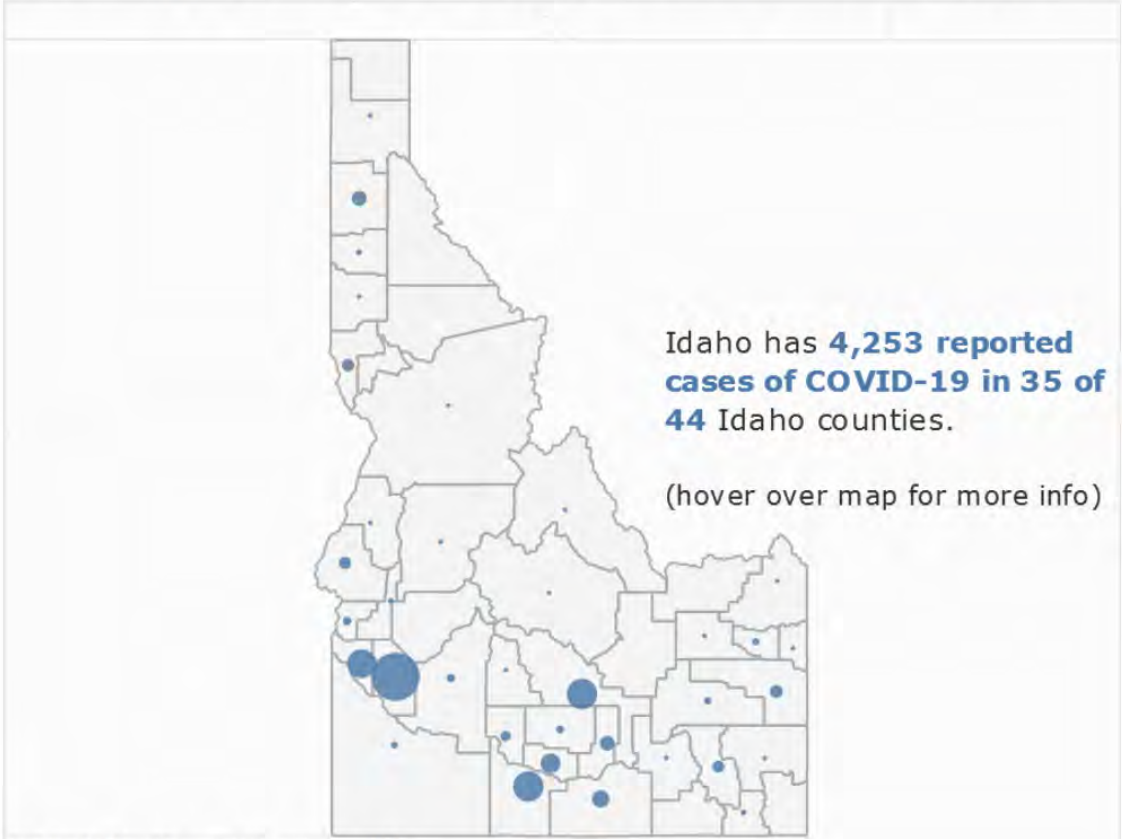 Idaho has 4,253 reported
cases of COVID-19 in 35 of
44 Idaho counties.
(hover over map for more info)